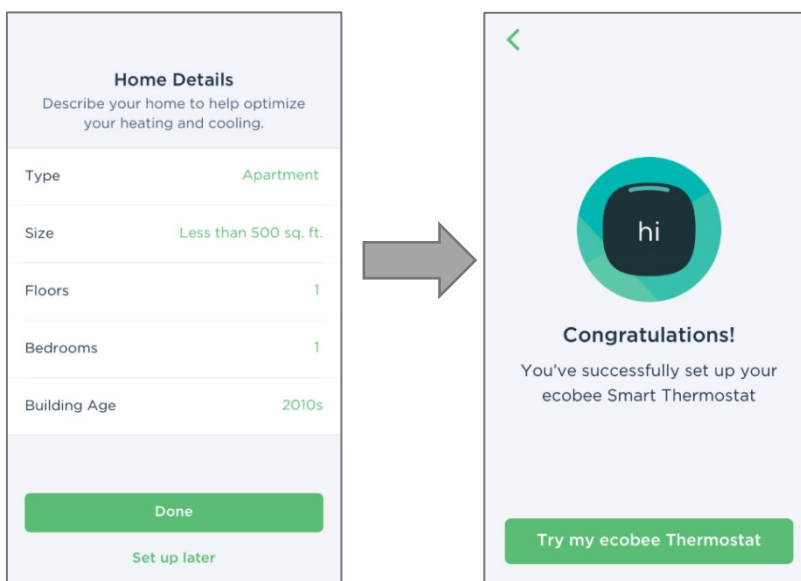 Home Details
Describe your home to help optimize
your heating and cooling.
Type Apartment
Size Less than 500 sq. ft.
Floors 1
Bedrooms 1
Building Age 2010s
Done
Set up later
hi
Congratulations!
You've successfully set up your
ecobee Smart Thermostat
Try my ecobee Thermostat